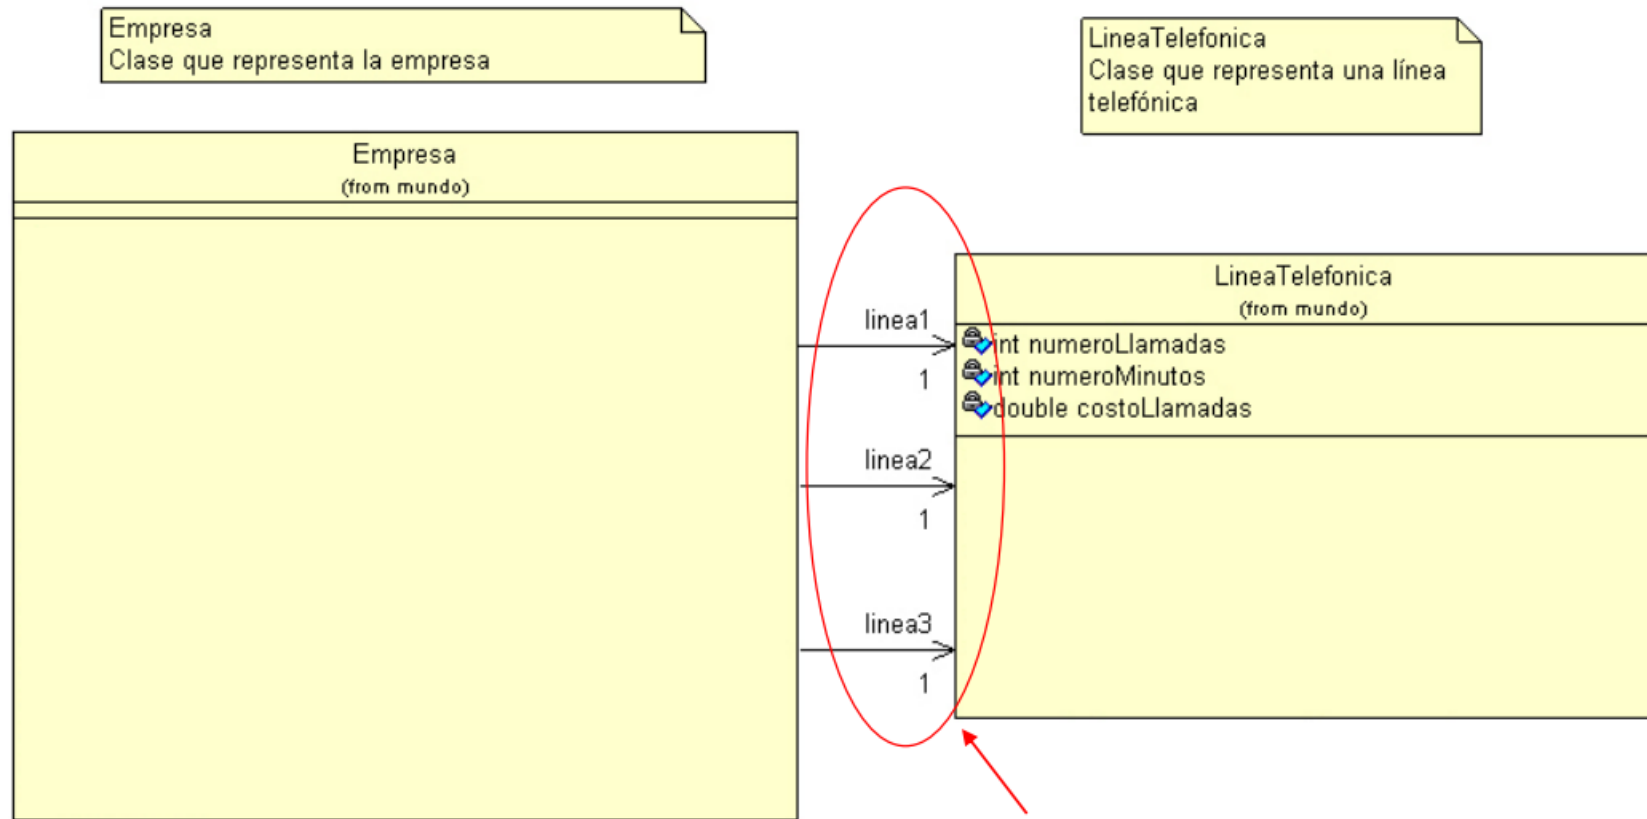 Empresa
Clase que representa la empresa
LineaTelefonica
Clase que representa una línea
telefónica
Empresa
(from mundo)
linea1
1
linea2
1
linea3
1
LineaTelefonica
(from mundo)
int numeroLlamadas
int numeroMinutos
double costoLlamadas